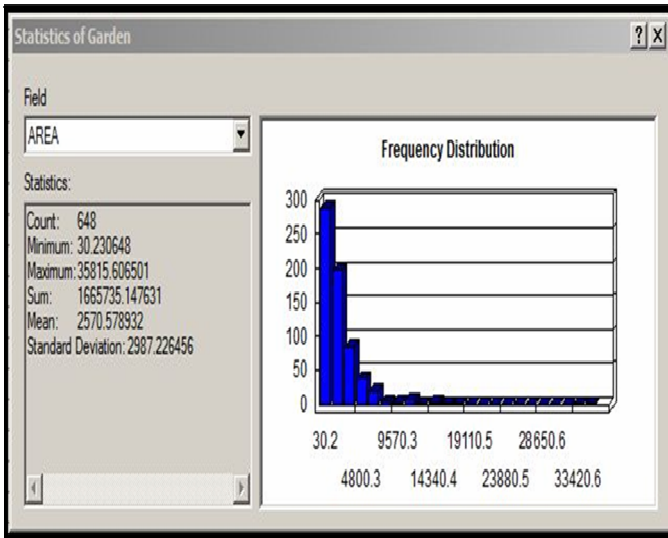 Statistics of Garden
Field
AREA
Statistics:
Count: 648
Minimum: 30.230648
Maximum: 35815.606501
Sum: 1665735.147631
Mean: 2570.578932
Standard Deviation: 2987.226456
Frequency Distribution
300
250
200
150
100
50
0
30.2 9570.3 19110.5 28650.6
4800.3 14340.4 23880.5 33420.6